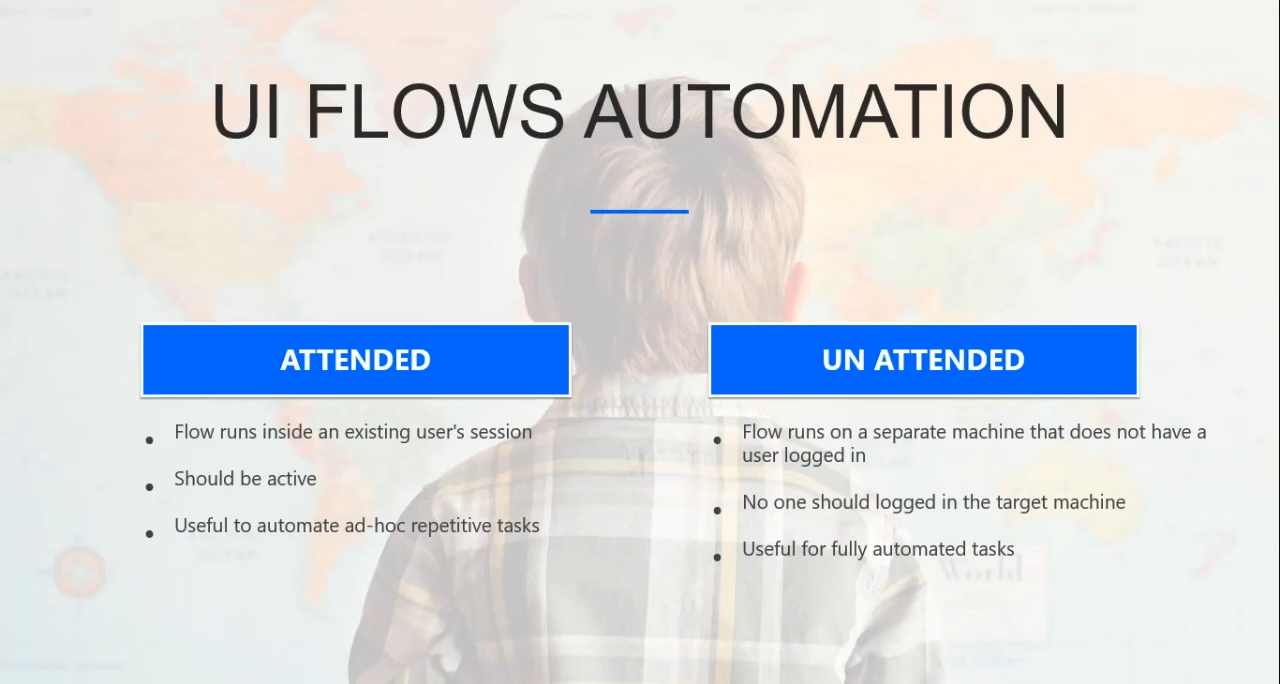 UI FLOWS AUTOMATION
ATTENDED
Flow runs inside an existing user's session
Should be active
Useful to automate ad-hoc repetitive tasks
UN ATTENDED
Flow runs on a separate machine that does not have a
user logged in
No one should logged in the target machine
Useful for fully automated tasks
World